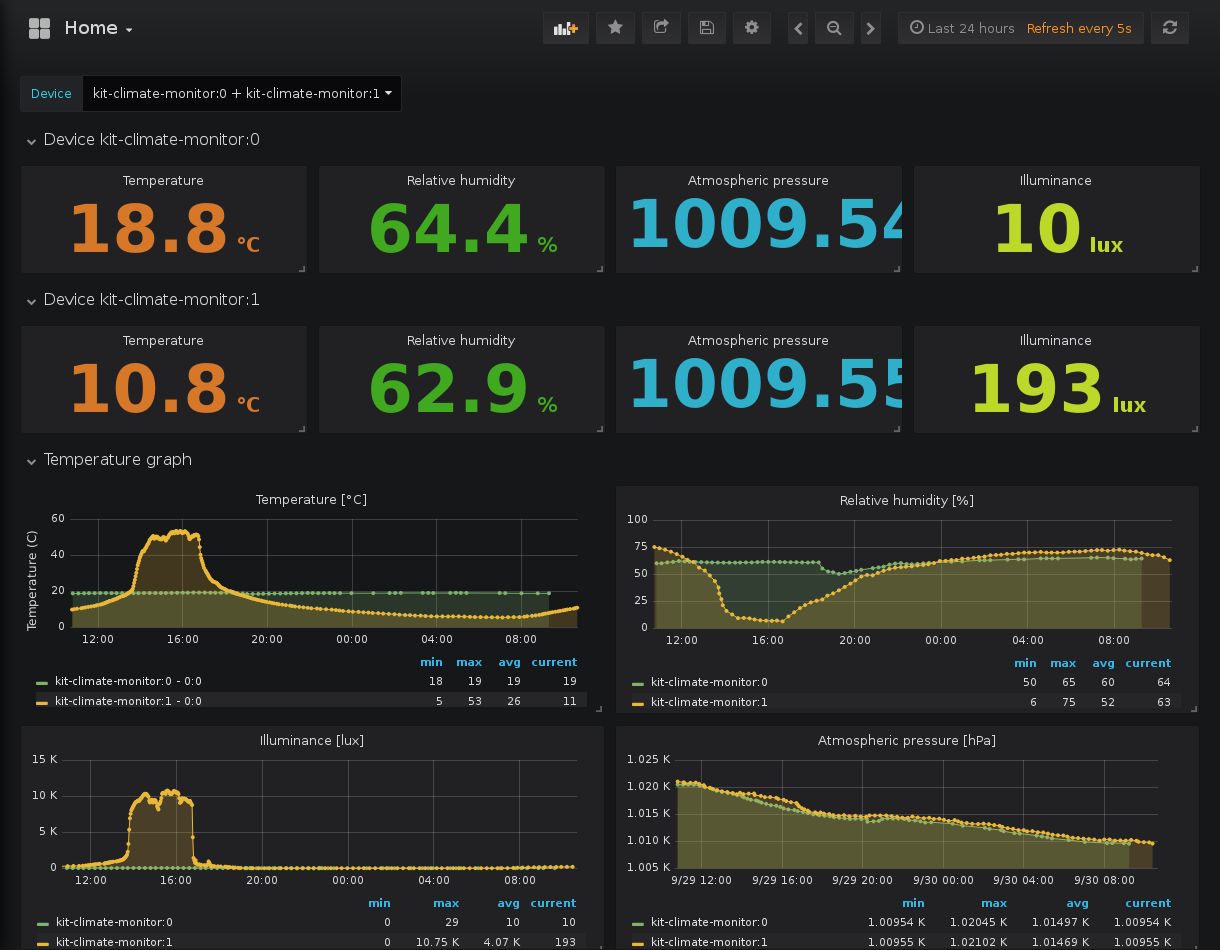 Home
Last 24 hours Refresh every 5s
Device kit-climate-monitor:0 + kit-climate-monitor:1
Device kit-climate-monitor:0
Temperature Relative humidity Atmospheric pressure Illuminance
18.8 °C 64.4 % 1009.54 10 lux
Device kit-climate-monitor:1
Temperature Relative humidity Atmospheric pressure Illuminance
10.8 °C 62.9 % 1009.55 193 lux
Temperature graph
Temperature [°C]
Temperature (C)
60
40
20
0
12:00 16:00 20:00 00:00 04:00 08:00
min max avg current
kit-climate-monitor:0 - 0:0 18 19 19 19
kit-climate-monitor:1 - 0:0 5 53 26 11
Relative humidity [%]
100
75
50
25
0
12:00 16:00 20:00 00:00 04:00 08:00
min max avg current
kit-climate-monitor:0 50 65 60 64
kit-climate-monitor:1 6 75 52 63
Illuminance [lux]
15 K
10 K
5 K
0
12:00 16:00 20:00 00:00 04:00 08:00
min max avg current
kit-climate-monitor:0 0 29 10 10
kit-climate-monitor:1 0 10.75 K 4.07 K 193
Atmospheric pressure [hPa]
1.025 K
1.020 K
1.015 K
1.010 K
1.005 K
9/29 12:00 9/29 16:00 9/29 20:00 9/30 00:00 9/30 04:00 9/30 08:00
min max avg current
kit-climate-monitor:0 1.00954 K 1.02045 K 1.01497 K 1.00954 K
kit-climate-monitor:1 1.00955 K 1.02102 K 1.01469 K 1.00955 K